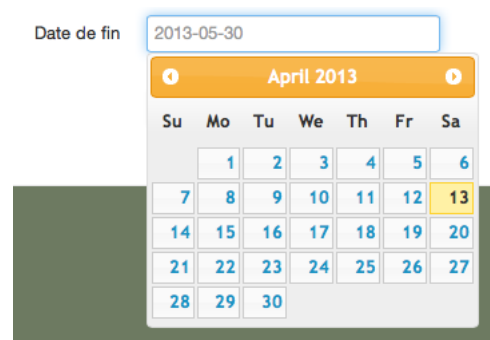 Date de fin 2013-05-30
April 2013
Su Mo Tu We Th Fr Sa
1 2 3 4 5 6
7 8 9 10 11 12 13
14 15 16 17 18 19 20
21 22 23 24 25 26 27
28 29 30